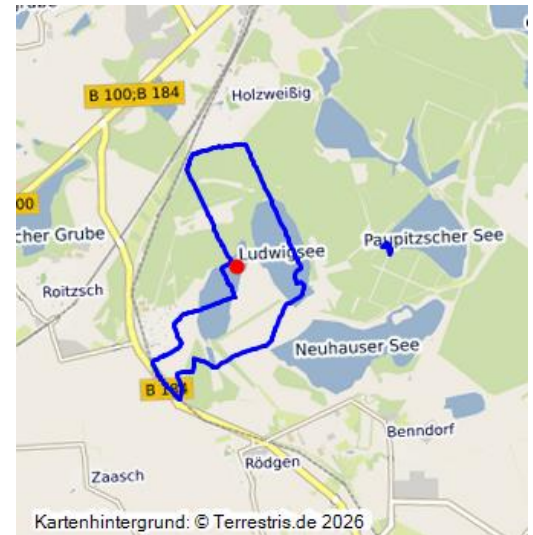 grube
B 100;B 184
Holzweißig
00
cher Grube
Paupitzscher See
Ludwigsee
Roitzsch
Neuhauser See
B 184
Benndorf
Rödgen
Zaasch
Kartenhintergrund: © Terrestris.de 2026